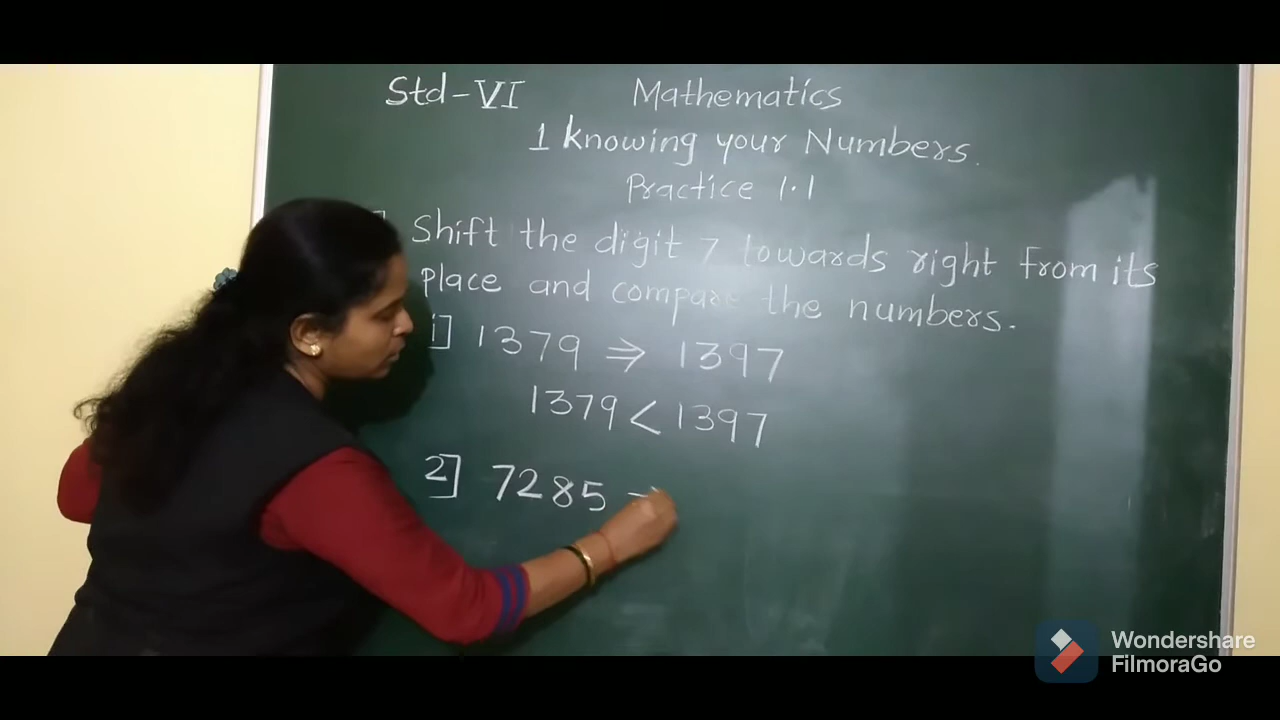 Std-VI Mathematics
1 Knowing your Numbers.
Practice 1.1
Shift the digit 7 towards right from its
place and compare the numbers.
1] 1379 ⇒ 1397
1379 < 1397
2] 7285
Wondershare
FilmoraGo